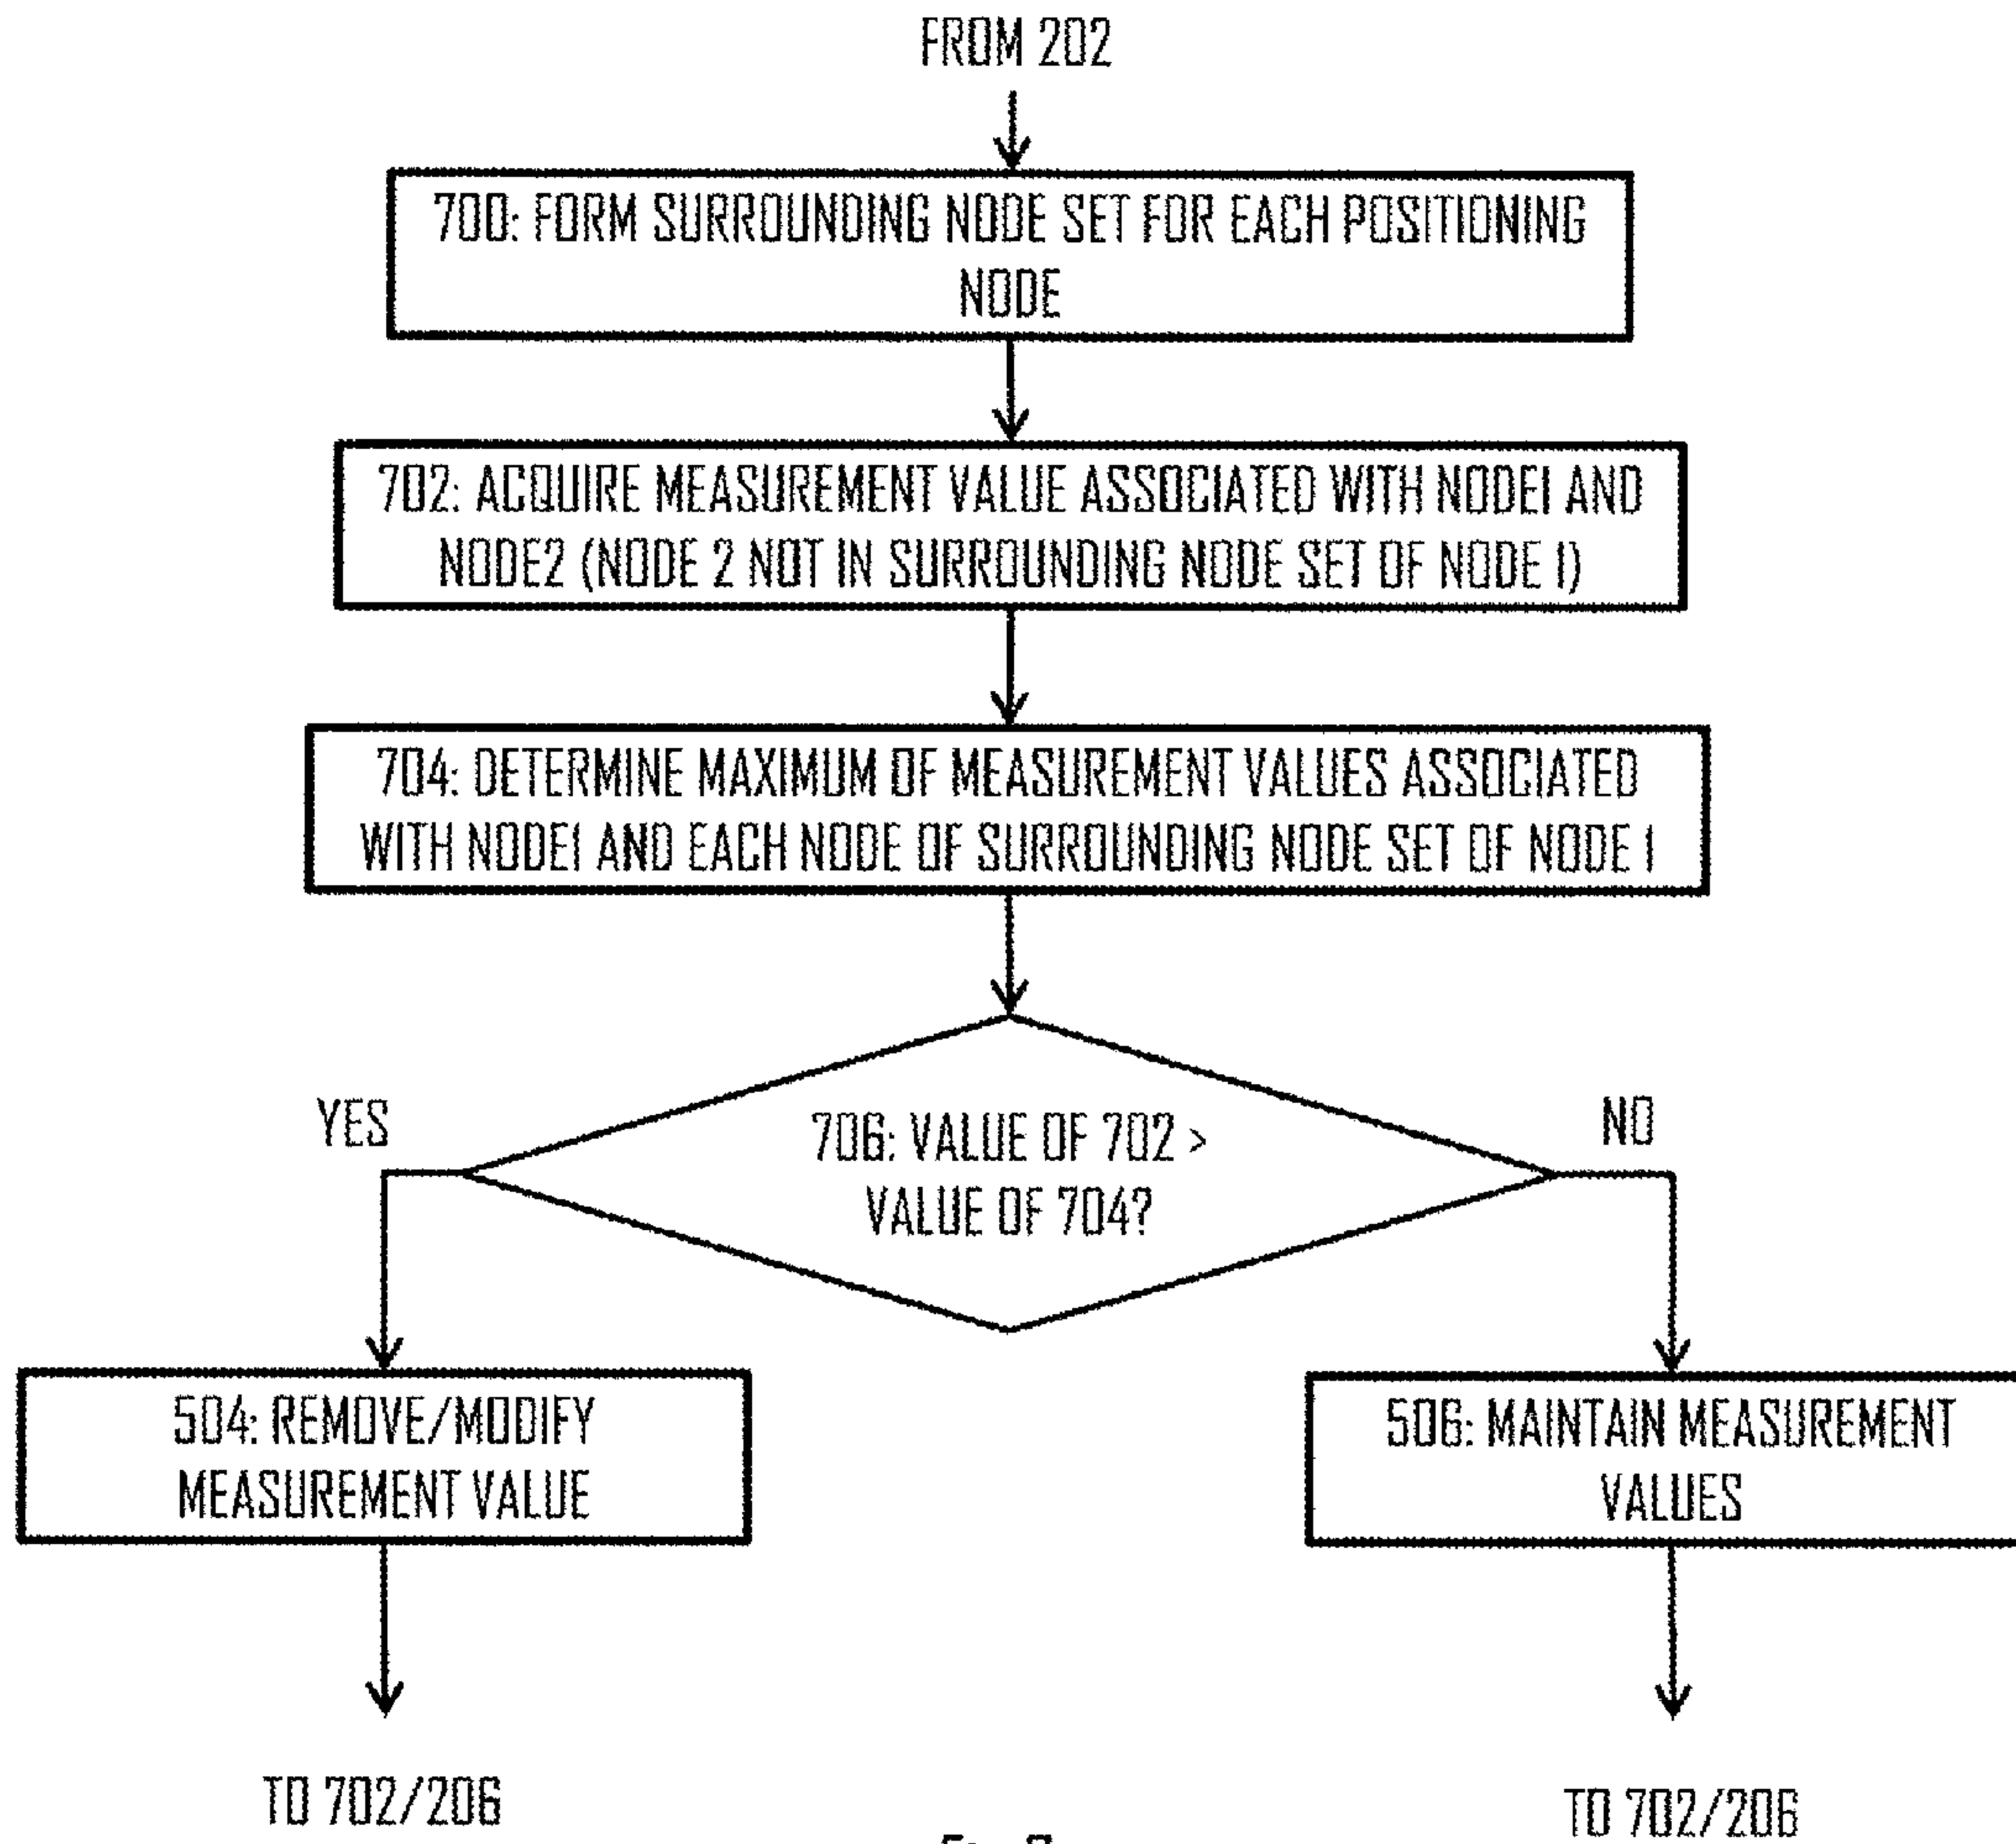 FROM 202
700: FORM SURROUNDING NODE SET FOR EACH POSITIONING
NODE
702: ACQUIRE MEASUREMENT VALUE ASSOCIATED WITH NODE1 AND
NODE2 (NODE 2 NOT IN SURROUNDING NODE SET OF NODE 1)
704: DETERMINE MAXIMUM OF MEASUREMENT VALUES ASSOCIATED
WITH NODE1 AND EACH NODE OF SURROUNDING NODE SET OF NODE 1
YES
706: VALUE OF 702 >
VALUE OF 704?
NO
504: REMOVE/MODIFY
MEASUREMENT VALUE
506: MAINTAIN MEASUREMENT
VALUES
TO 702/206
TO 702/206